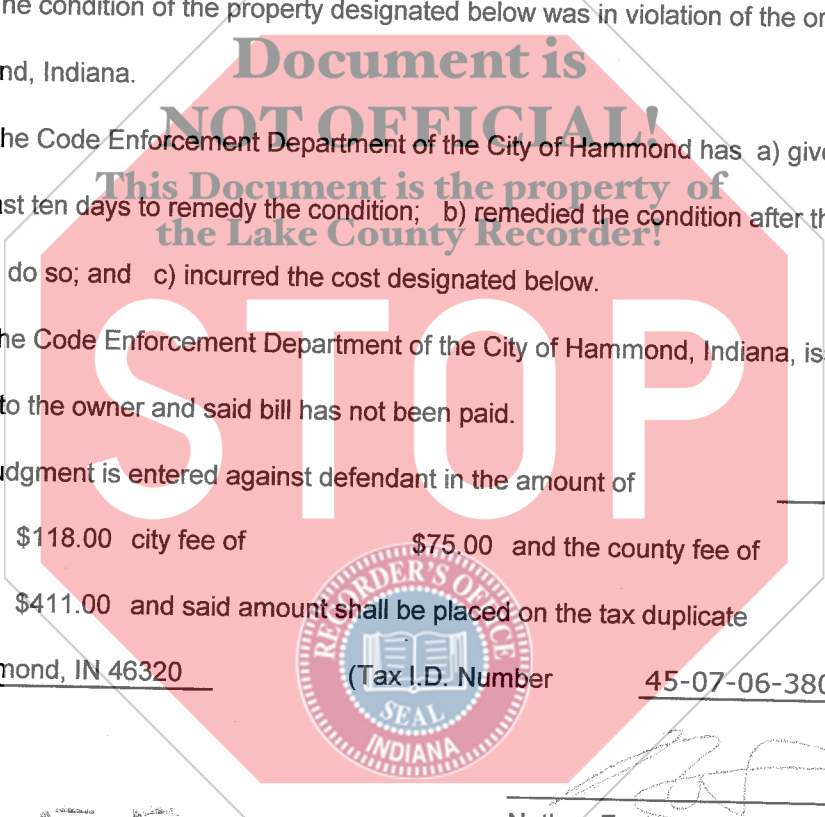 he condition of the property designated below was in violation of the or
Document is
nd, Indiana.
NOT OFFICIAL!
he Code Enforcement Department of the City of Hammond has a) give
This Document is the property of
st ten days to remedy the condition; b) remedied the condition after th
the Lake County Recorder!
do so; and c) incurred the cost designated below.
he Code Enforcement Department of the City of Hammond, Indiana, is
STOP
to the owner and said bill has not been paid.
dgment is entered against defendant in the amount of
$118.00 city fee of $75.00 and the county fee of
$411.00 and said amount shall be placed on the tax duplicate
mond, IN 46320 (Tax I.D. Number 45-07-06-380
RECORDER'S OFFICE
SEAL
INDIANA